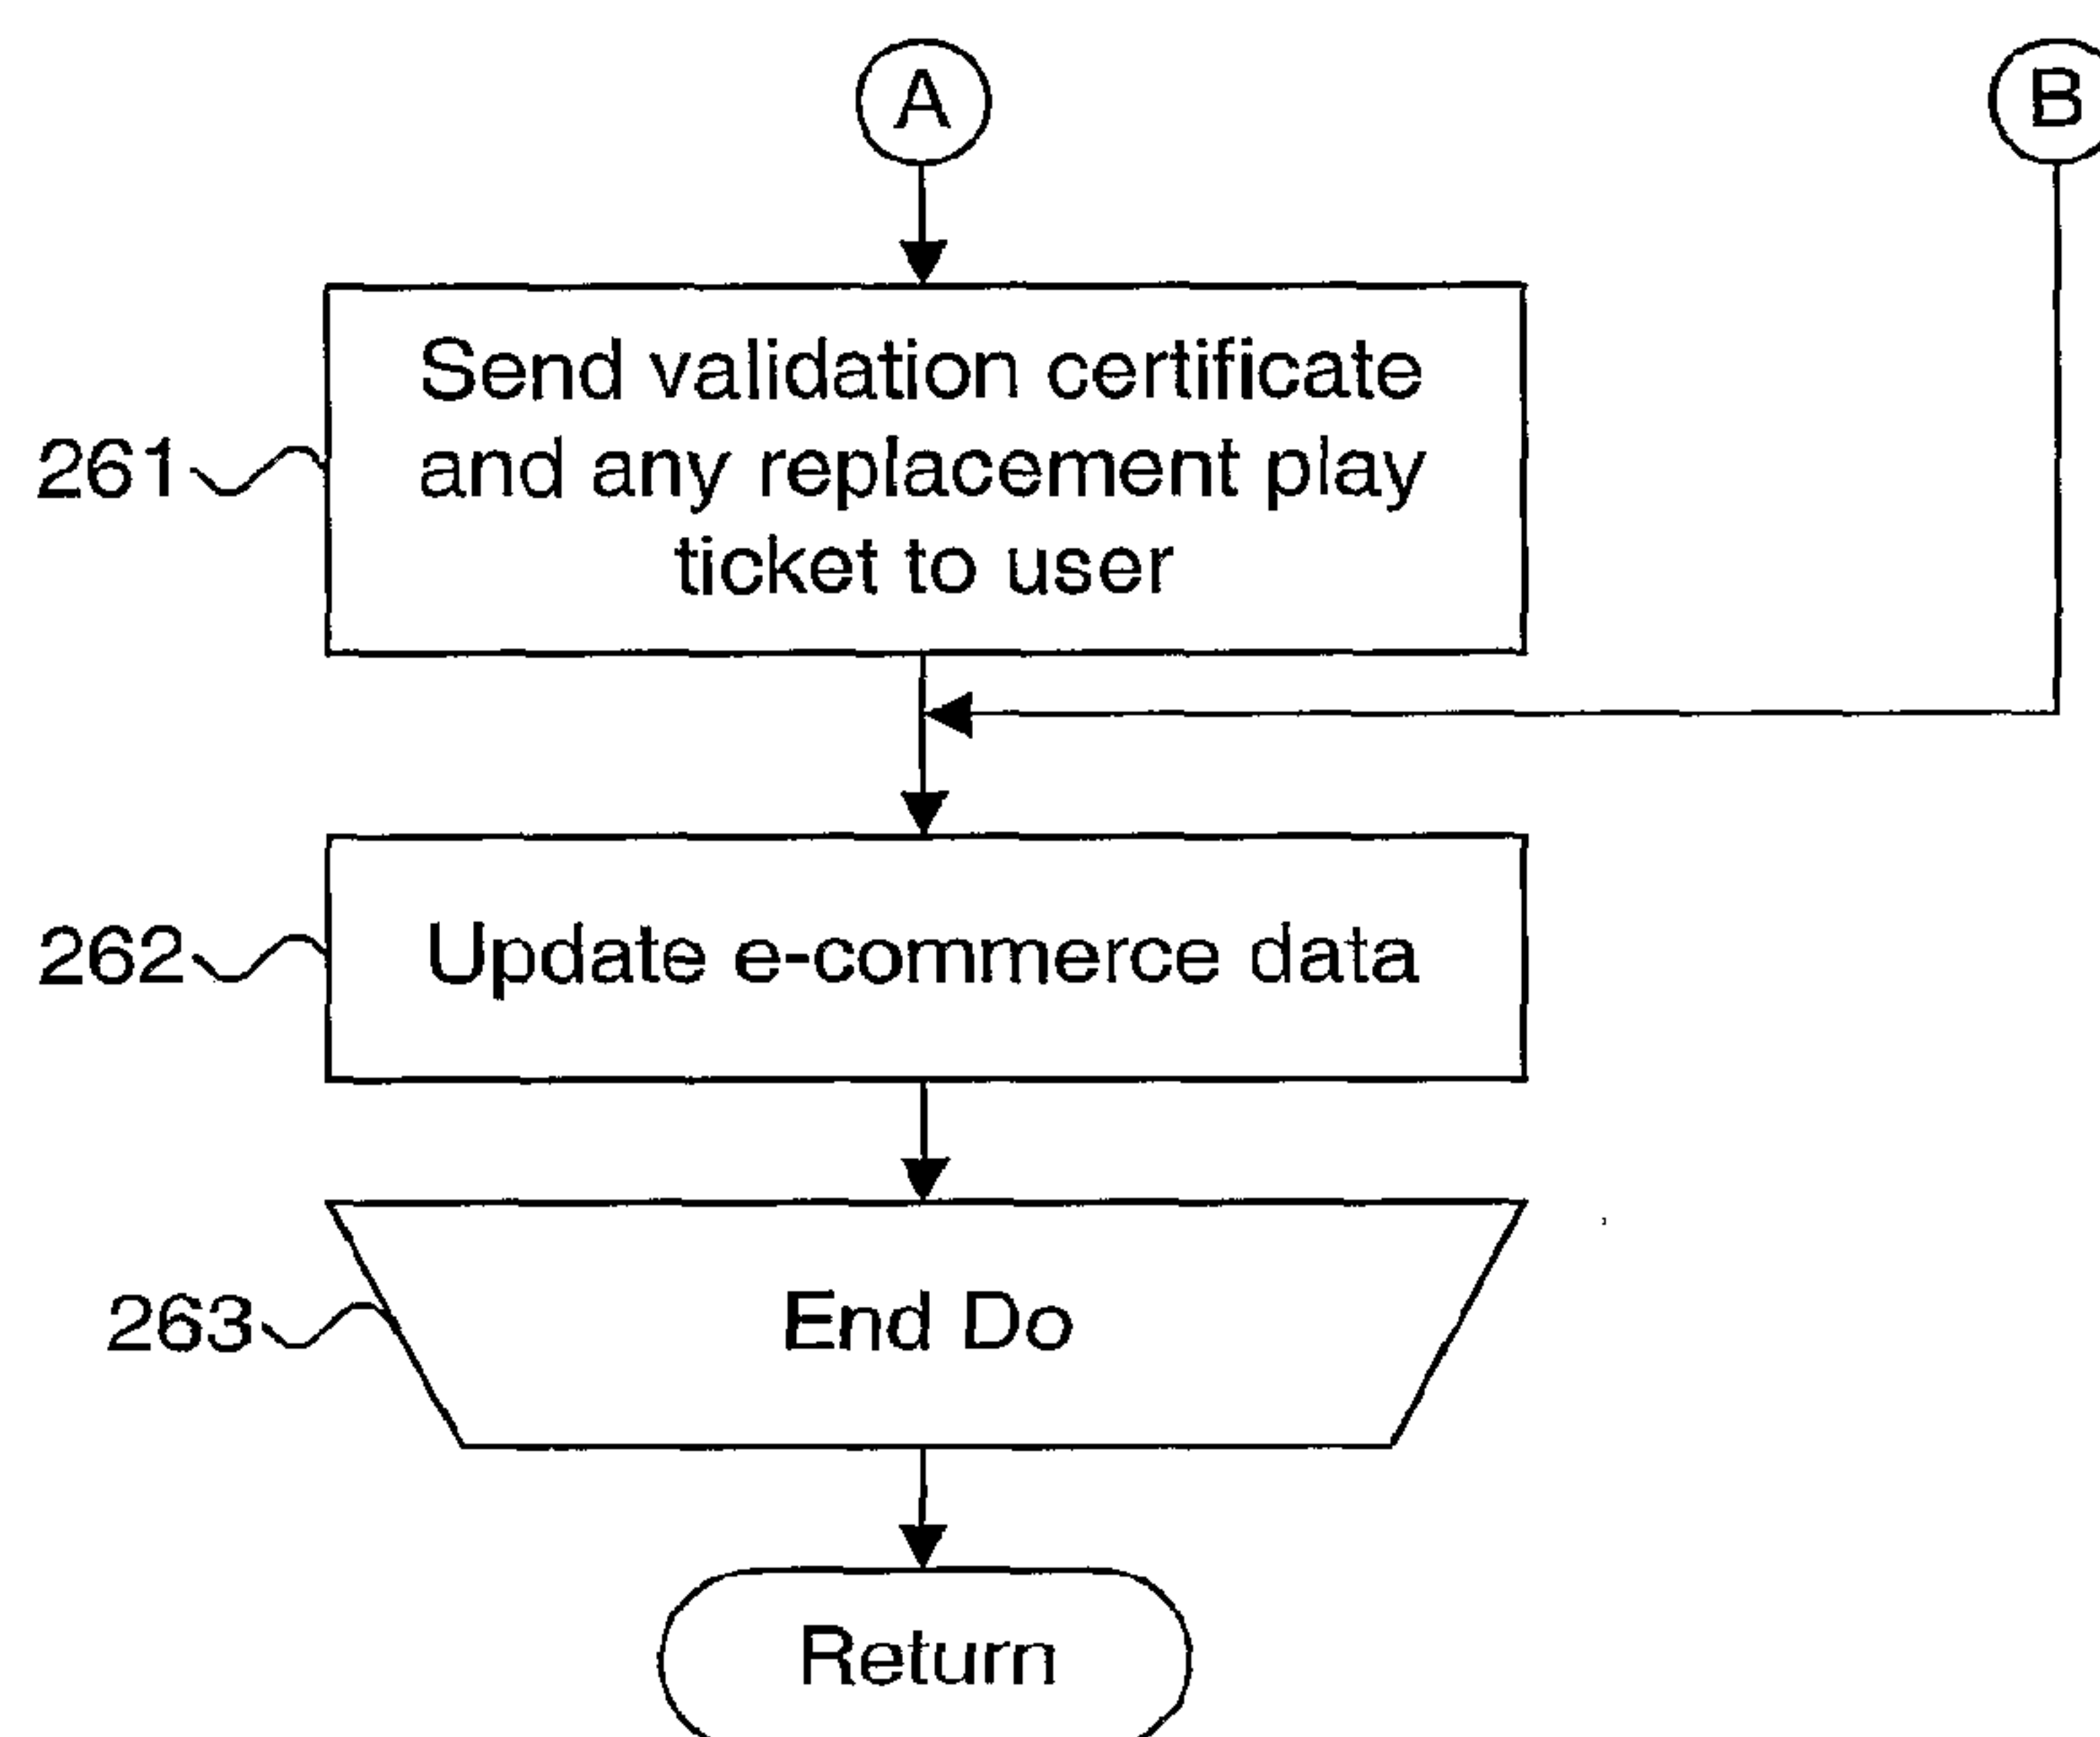 A
B
261
Send validation certificate
and any replacement play
ticket to user
262
Update e-commerce data
263
End Do
Return